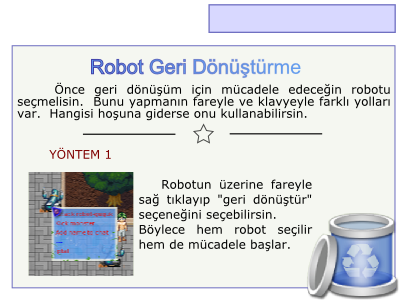 Robot Geri Dönüştürme
Önce geri dönüşüm için mücadele edeceğin robotu
seçmelisin. Bunu yapmanın fareyle ve klavyeyle farklı yolları
var. Hangisi hoşuna giderse onu kullanabilirsin.
YÖNTEM 1
Robotun üzerine fareyle
sağ tıklayıp "geri dönüştür"
seçeneğini seçebilirsin.
Böylece hem robot seçilir
hem de mücadele başlar.